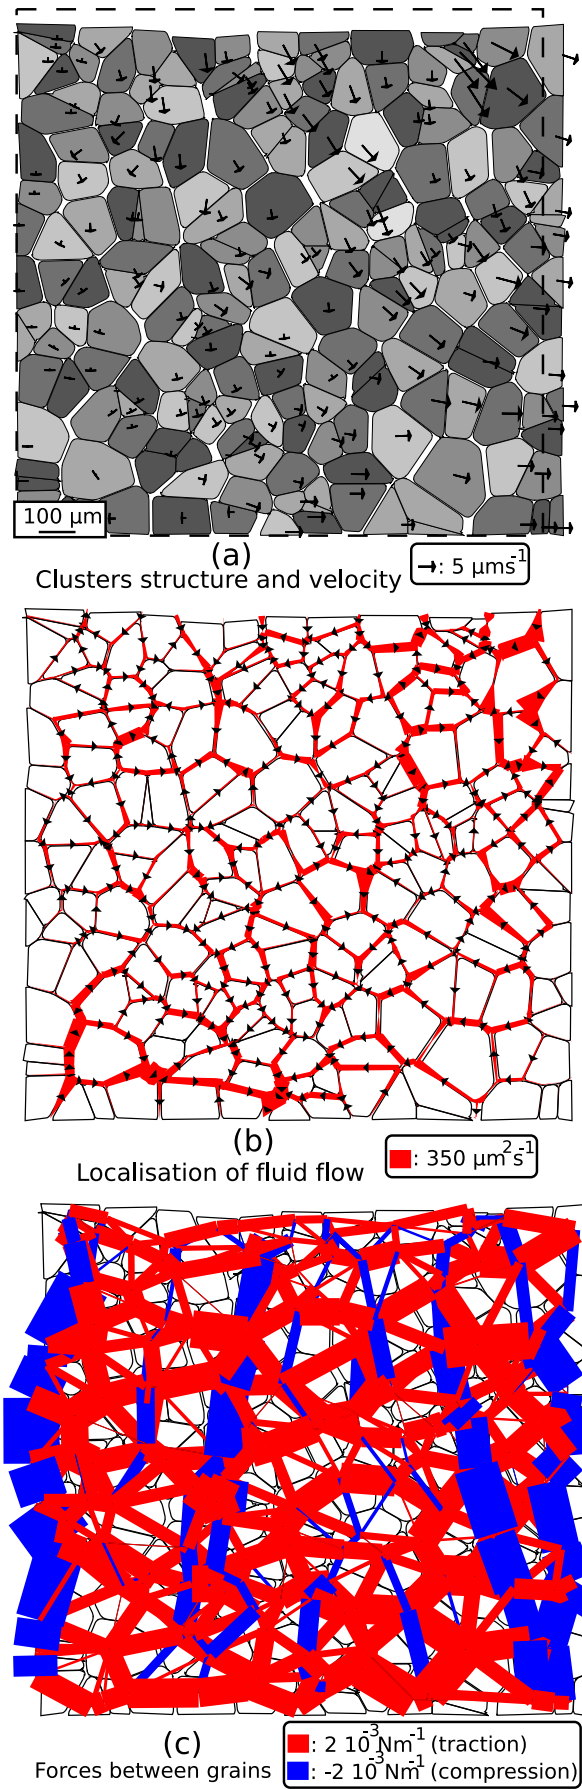 100 µm
(a)
Clusters structure and velocity
: 5 µms-1
(b)
Localisation of fluid flow
: 350 µm2s-1
(c)
Forces between grains
: 2 10-3Nm-1 (traction)
: -2 10-3Nm-1 (compression)